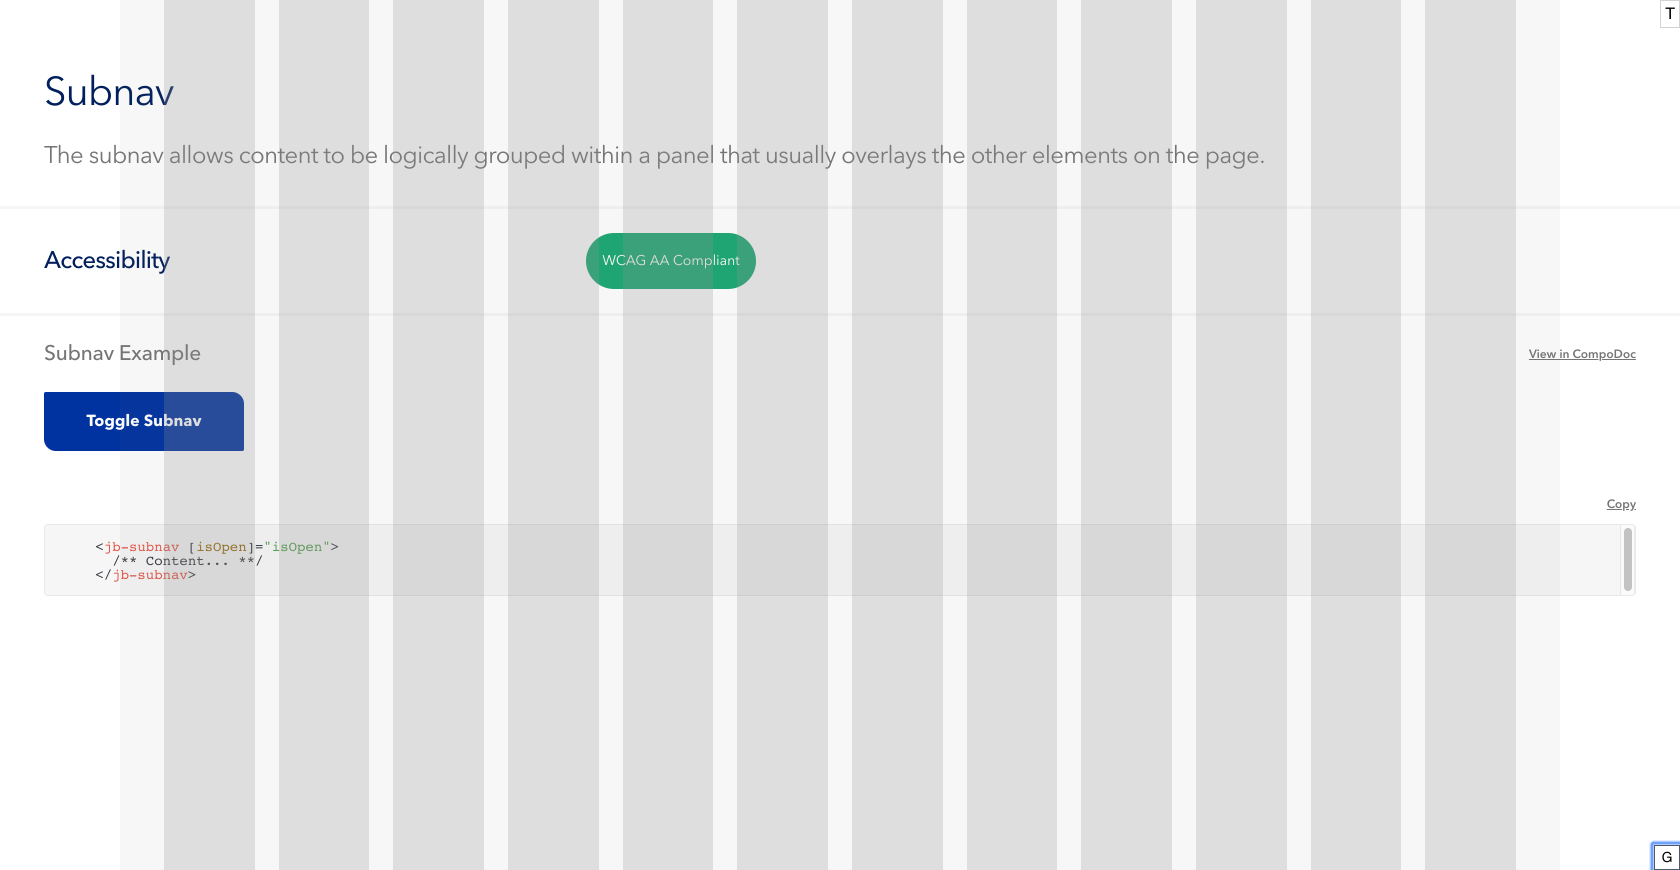 T
Subnav
The subnav allows content to be logically grouped within a panel that usually overlays the other elements on the page.
Accessibility
WCAG AA Compliant
Subnav Example
View in CompoDoc
Toggle Subnav
Copy
<jb-subnav [isOpen]="isOpen">
/** Content... **/
</jb-subnav>
G